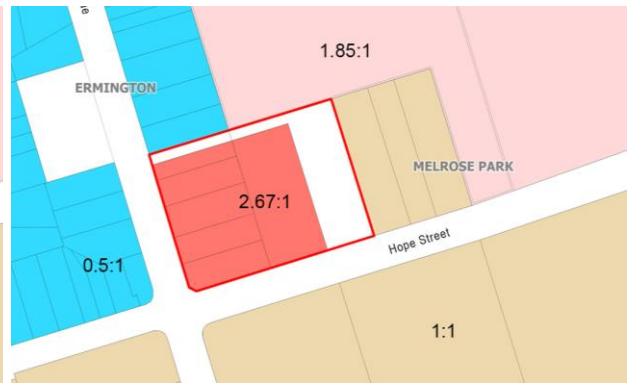 1.85:1
ERMINGTON
MELROSE PARK
2.67:1
Hope Street
0.5:1
1:1